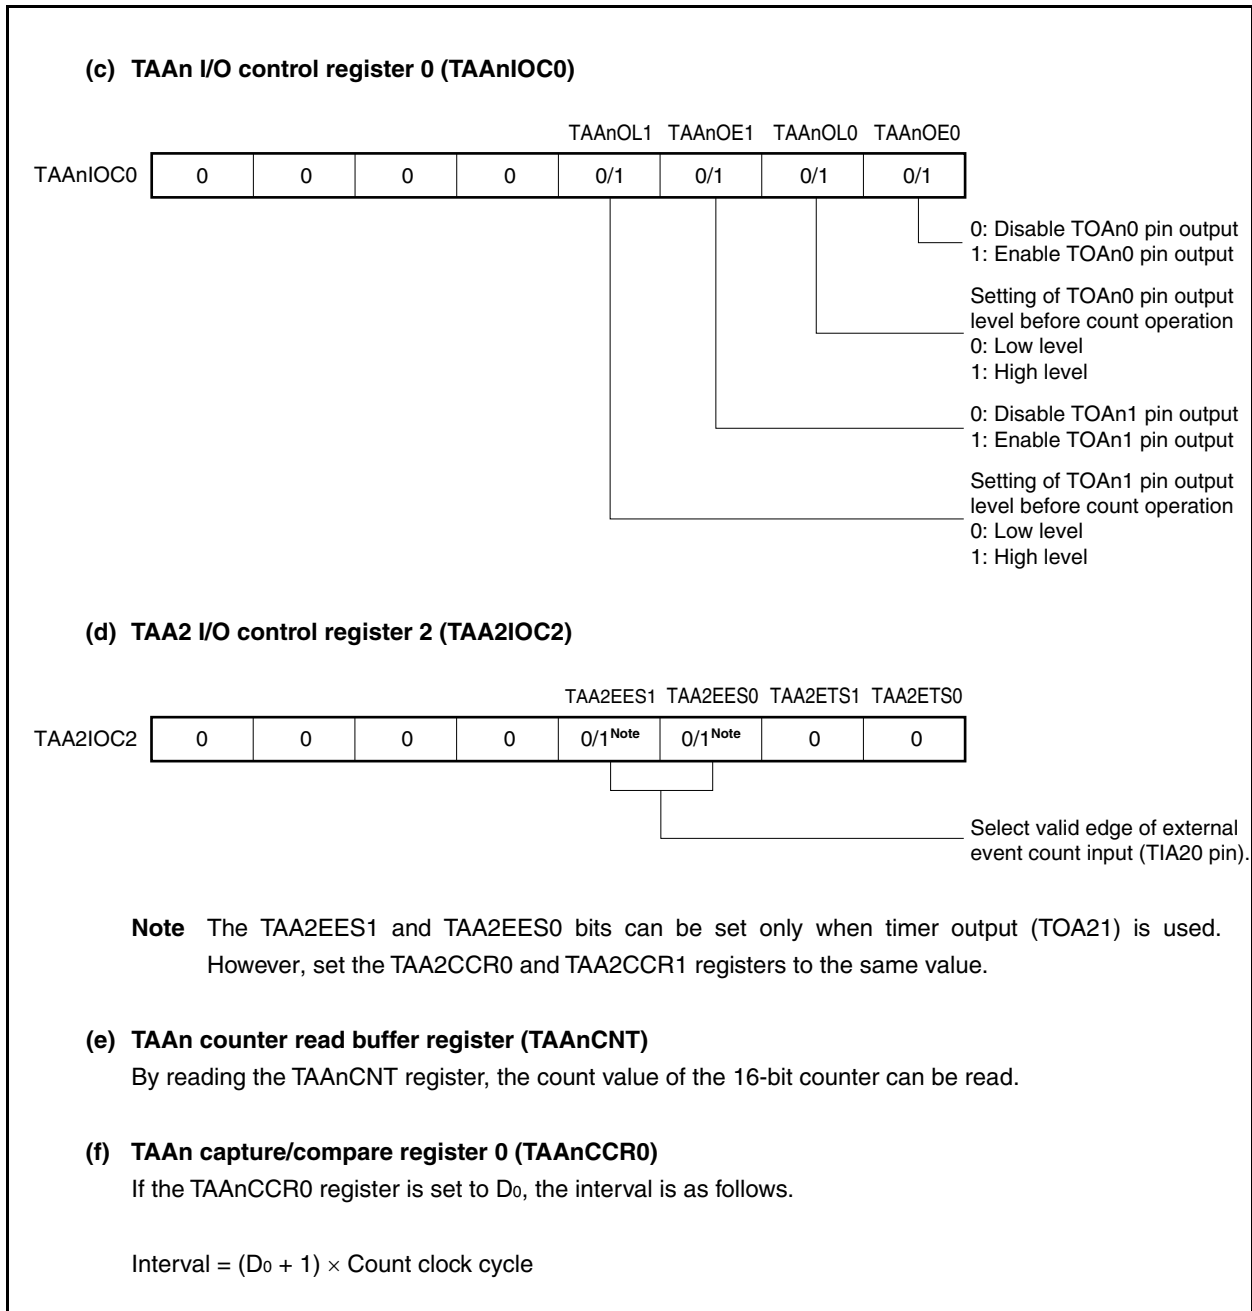 (c) TAAn I/O control register 0 (TAAnIOC0)
TAAnOL1 TAAnOE1 TAAnOL0 TAAnOE0
TAAnIOC0 0 0 0 0 0/1 0/1 0/1 0/1
0: Disable TOAn0 pin output
1: Enable TOAn0 pin output
Setting of TOAn0 pin output
level before count operation
0: Low level
1: High level
0: Disable TOAn1 pin output
1: Enable TOAn1 pin output
Setting of TOAn1 pin output
level before count operation
0: Low level
1: High level
(d) TAA2 I/O control register 2 (TAA2IOC2)
TAA2EES1 TAA2EES0 TAA2ETS1 TAA2ETS0
TAA2IOC2 0 0 0 0 0/1Note 0/1Note 0 0
Select valid edge of external
event count input (TIA20 pin).
Note The TAA2EES1 and TAA2EES0 bits can be set only when timer output (TOA21) is used.
However, set the TAA2CCR0 and TAA2CCR1 registers to the same value.
(e) TAAn counter read buffer register (TAAnCNT)
By reading the TAAnCNT register, the count value of the 16-bit counter can be read.
(f) TAAn capture/compare register 0 (TAAnCCR0)
If the TAAnCCR0 register is set to D0, the interval is as follows.
Interval = (D0 + 1) × Count clock cycle